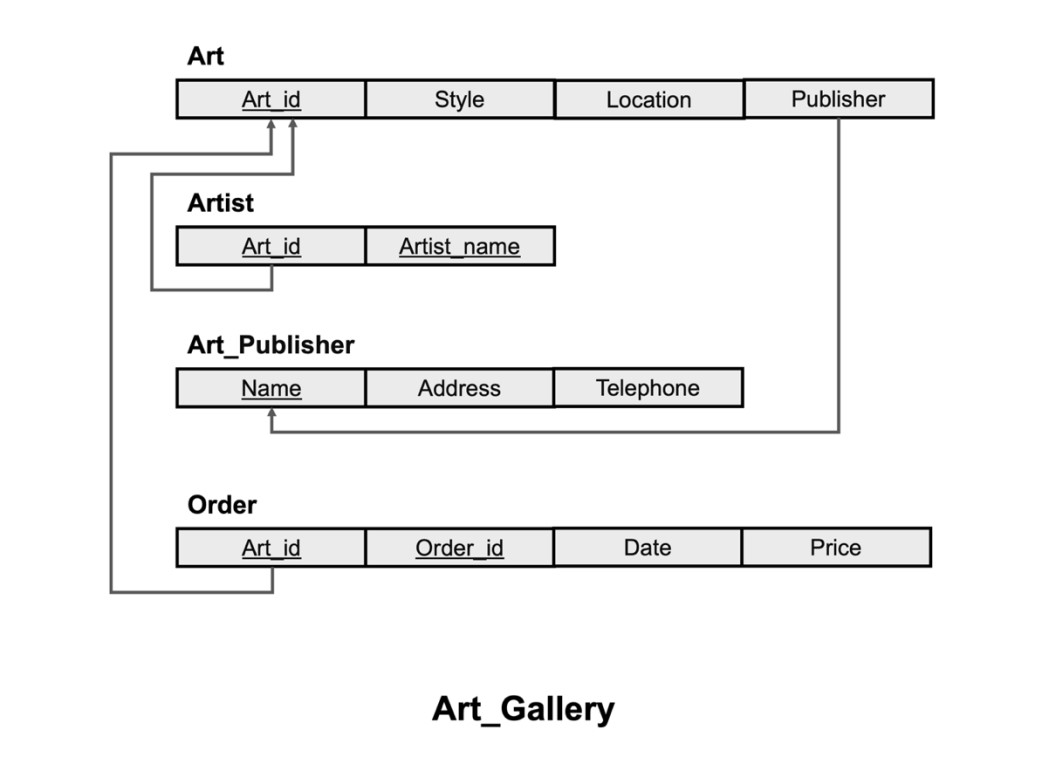 Art
Art_id Style Location Publisher
Artist
Art_id Artist_name
Art_Publisher
Name Address Telephone
Order
Art_id Order_id Date Price
Art_Gallery